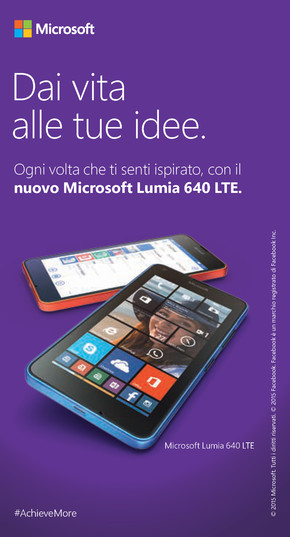 Microsoft
Dai vita
alle tue idee.
Ogni volta che ti senti ispirato, con il
nuovo Microsoft Lumia 640 LTE.
Microsoft Lumia 640 LTE
#AchieveMore
© 2015 Microsoft. Tutti i diritti riservati. © 2015 Facebook. Facebook è un marchio registrato di Facebook Inc.